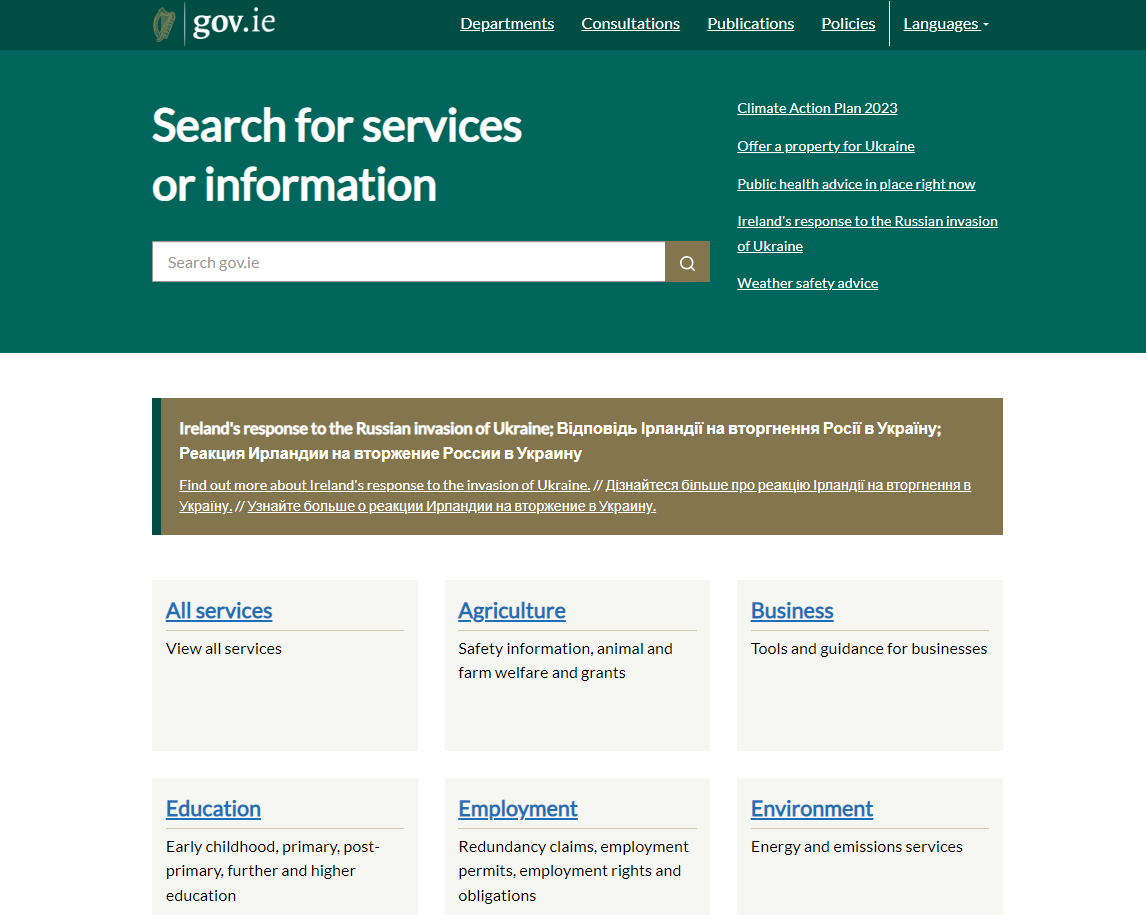 gov.ie
Departments
Consultations
Publications
Policies
Languages
Search for services
or information
Search gov.ie
Climate Action Plan 2023
Offer a property for Ukraine
Public health advice in place right now
Ireland's response to the Russian invasion
of Ukraine
Weather safety advice
Ireland's response to the Russian invasion of Ukraine; Відповідь Ірландії на вторгнення Росії в Україну;
Реакция Ирландии на вторжение России в Украину
Find out more about Ireland's response to the invasion of Ukraine. // Дізнайтеся більше про реакцію Ірландії на вторгнення в
Україну. // Узнайте больше о реакции Ирландии на вторжение в Украину.
All services
View all services
Agriculture
Safety information, animal and
farm welfare and grants
Business
Tools and guidance for businesses
Education
Early childhood, primary, post-
primary, further and higher
education
Employment
Redundancy claims, employment
permits, employment rights and
obligations
Environment
Energy and emissions services